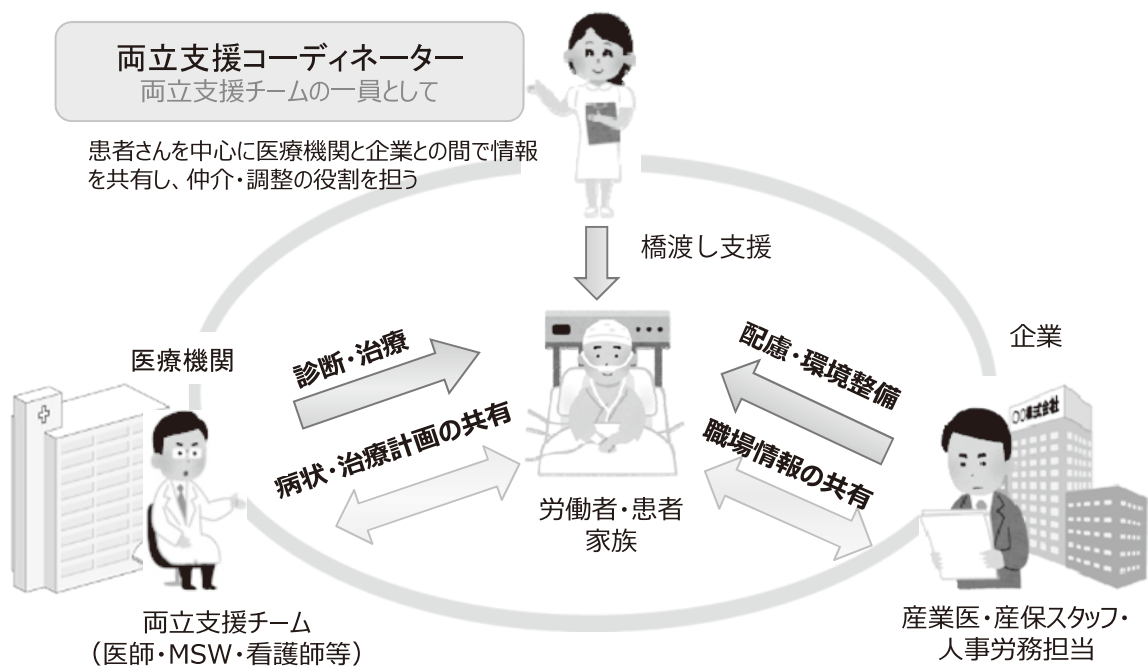 両立支援コーディネーター
両立支援チームの一員として
患者さんを中心に医療機関と企業との間で情報
を共有し、仲介・調整の役割を担う
橋渡し支援
医療機関
診断・治療
病状・治療計画の共有
配慮・環境整備
職場情報の共有
企業
〇〇株式会社
労働者・患者
家族
両立支援チーム
（医師・MSW・看護師等）
産業医・産保スタッフ・
人事労務担当